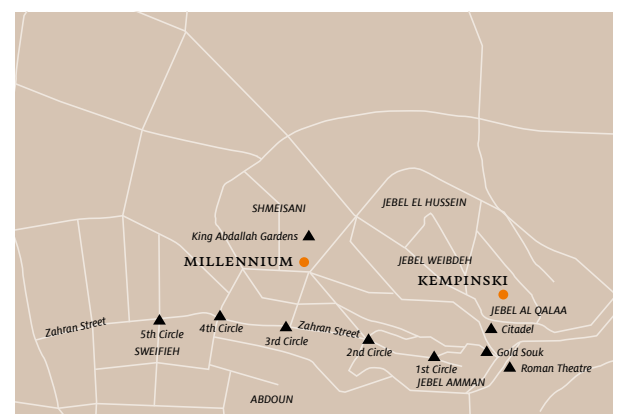 SHMEISANI
JEBEL EL HUSSEIN
King Abdallah Gardens
MILLENNIUM
JEBEL WEIBDEH
KEMPINSKI
JEBEL AL QALAA
Zahran Street
5th Circle
4th Circle
Zahran Street
3rd Circle
Citadel
SWEIFIEH
2nd Circle
Gold Souk
1st Circle
Roman Theatre
JEBEL AMMAN
ABDOUN